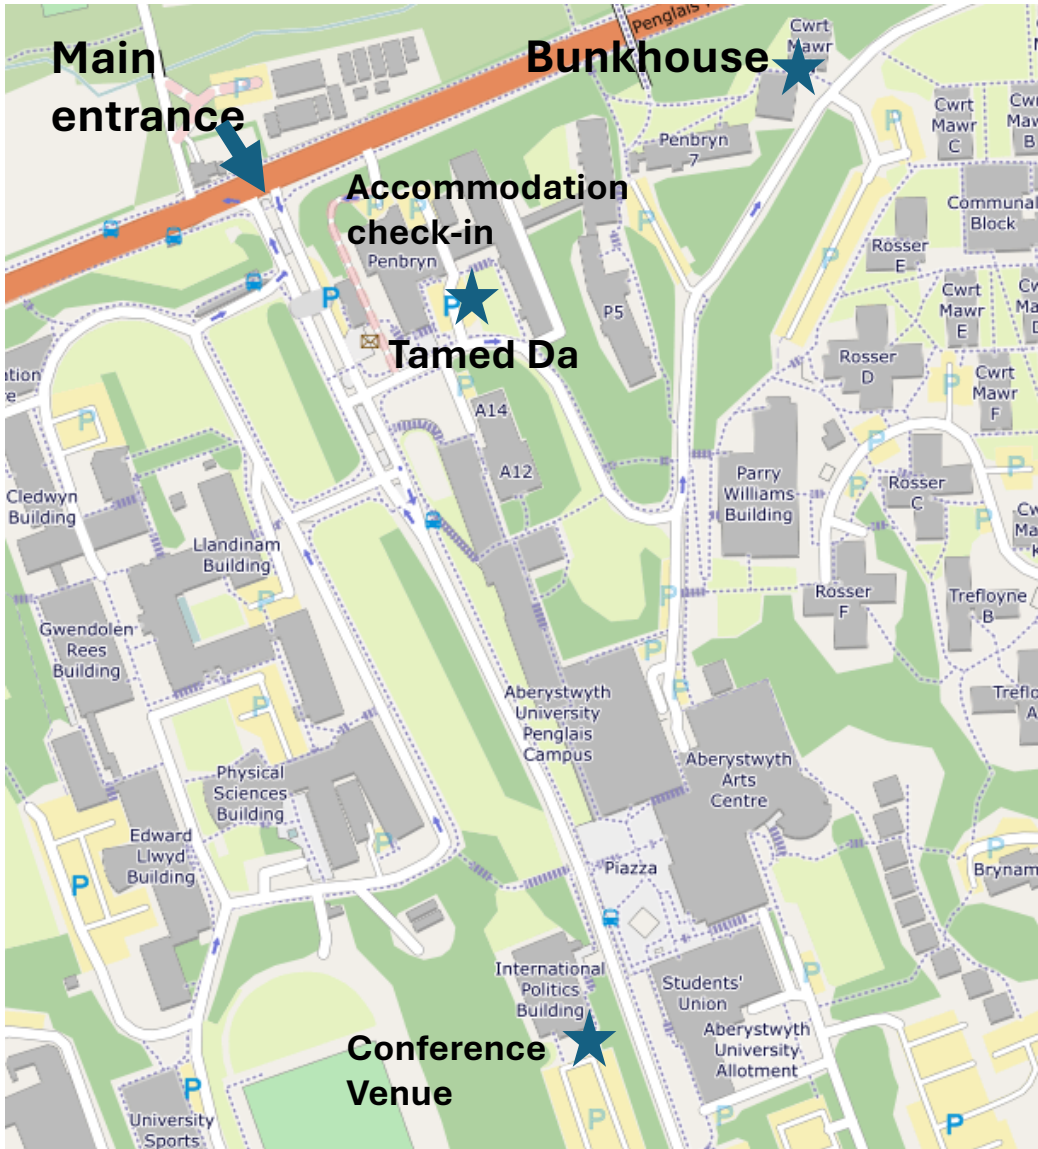 Main
entrance
Bunkhouse
Penglais
Cwrt
Mawr
Penbryn
7
Cwrt
Mawr
C
Mawr
B
Accommodation
check-in
Penbryn
Communal
Block
Rosser
E
Cwrt
Mawr
E
P5
Tamed Da
Rosser
D
Cwrt
Mawr
F
A14
A12
Parry
Williams
Building
Rosser
C
Cledwyn
Building
Llandinam
Building
Rosser
F
Trefloyne
B
Gwendolen
Rees
Building
Aberystwyth
University
Penglais
Campus
Aberystwyth
Arts
Centre
Physical
Sciences
Building
Edward
Llwyd
Building
Piazza
International
Politics
Building
Students'
Union
Aberystwyth
University
Allotment
Conference
Venue
University
Sports